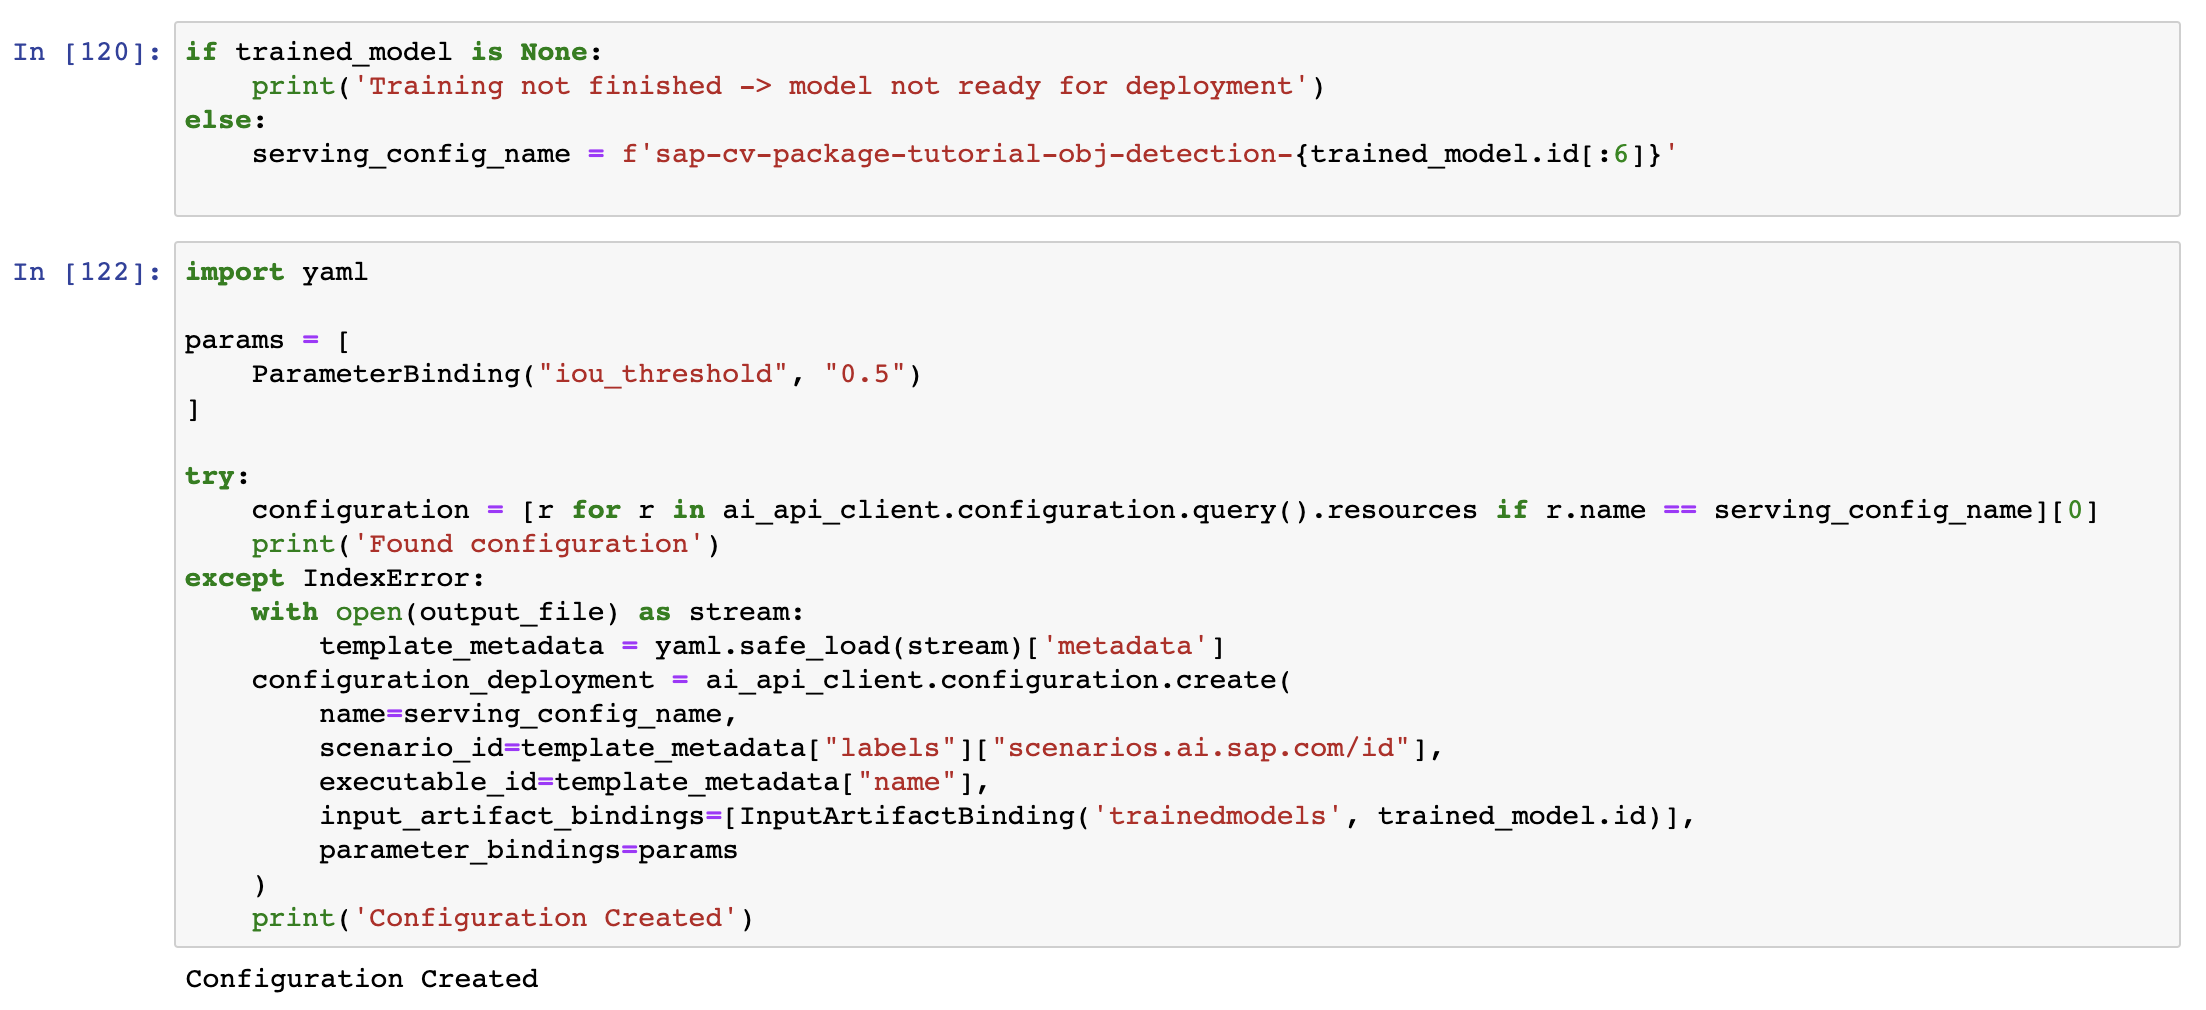 In [120]: if trained_model is None:
    print('Training not finished -> model not ready for deployment')
else:
    serving_config_name = f'sap-cv-package-tutorial-obj-detection-{trained_model.id[:6]}'
In [122]: import yaml
params = [
    ParameterBinding("iou_threshold", "0.5")
]
try:
    configuration = [r for r in ai_api_client.configuration.query().resources if r.name == serving_config_name][0]
    print('Found configuration')
except IndexError:
    with open(output_file) as stream:
        template_metadata = yaml.safe_load(stream)['metadata']
    configuration_deployment = ai_api_client.configuration.create(
        name=serving_config_name,
        scenario_id=template_metadata["labels"]["scenarios.ai.sap.com/id"],
        executable_id=template_metadata["name"],
        input_artifact_bindings=[InputArtifactBinding('trainedmodels', trained_model.id)],
        parameter_bindings=params
    )
    print('Configuration Created')
Configuration Created